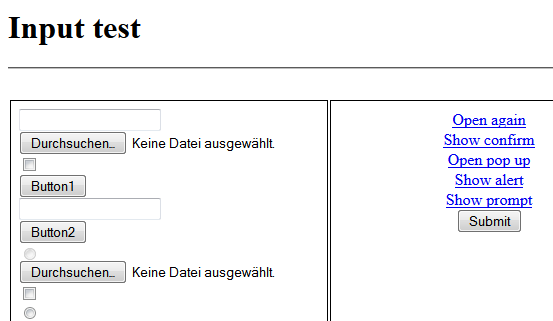 Input test
Durchsuchen... Keine Datei ausgewählt.
Button1
Button2
Durchsuchen... Keine Datei ausgewählt.
Open again
Show confirm
Open pop up
Show alert
Show prompt
Submit